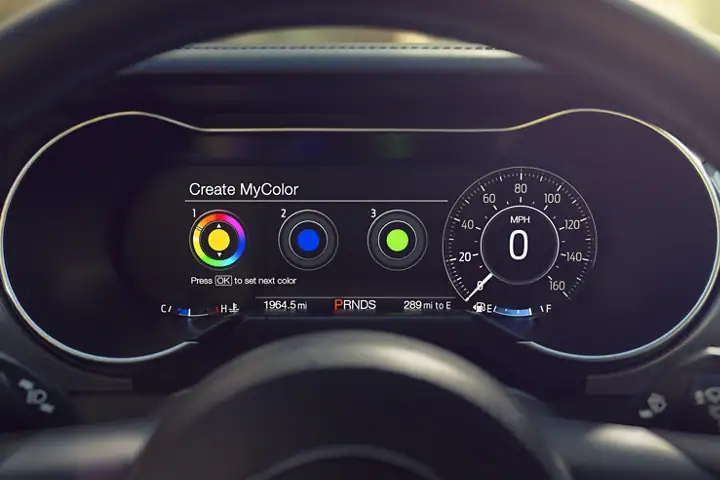 Create MyColor
1 2 3
Press OK to set next color
0 20 40 60 80 100 120 140 160
MPH
0
C H
1964.5 mi
PRNDS
289 mi to E
E F